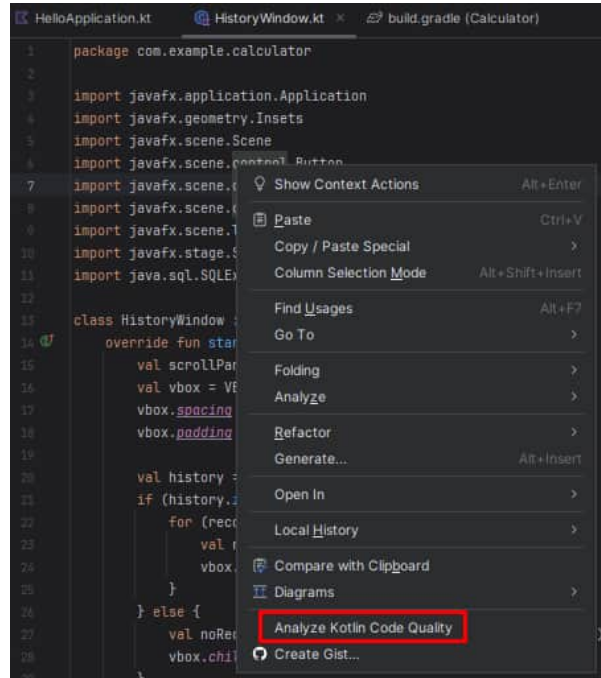 HelloApplication.kt HistoryWindow.kt × build.gradle (Calculator)
1 package com.example.calculator
2
3 import javafx.application.Application
4 import javafx.geometry.Insets
5 import javafx.scene.Scene
6 import javafx.scene.control.Button
7 import javafx.scene.c
8 import javafx.scene.c
9 import javafx.scene.l
10 import javafx.stage.S
11 import java.sql.SQLEx
12
13 class HistoryWindow :
14 override fun star
15 val scrollPan
16 val vbox = VB
17 vbox.spacing
18 vbox.padding
19
20 val history =
21 if (history.i
22 for (reco
23 val r
24 vbox.
25 }
26 } else {
27 val noRec
28 vbox.chil
Show Context Actions Alt+Enter
Paste Ctrl+V
Copy / Paste Special >
Column Selection Mode Alt+Shift+Insert
Find Usages Alt+F7
Go To >
Folding >
Analyze >
Refactor >
Generate... Alt+Insert
Open In >
Local History >
Compare with Clipboard
Diagrams >
Analyze Kotlin Code Quality
Create Gist...